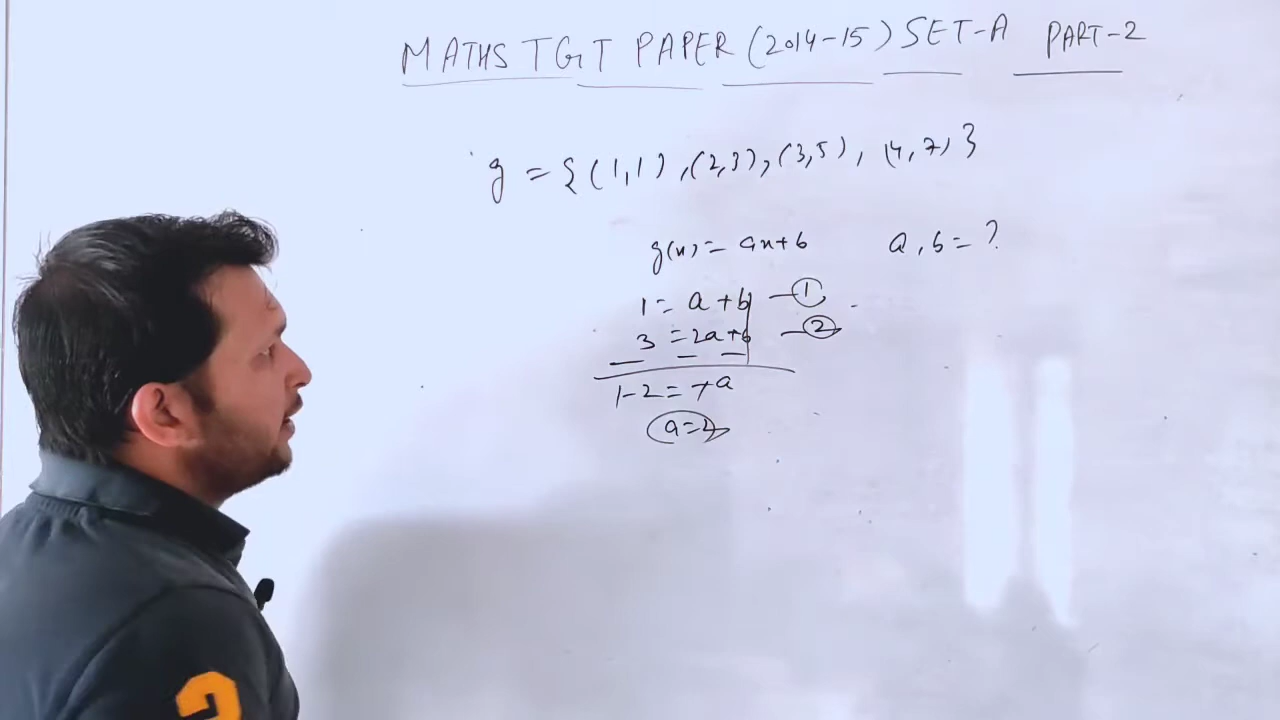 MATHS TGT PAPER (2014-15) SET-A PART-2
g = {(1,1), (2,3), (3,5), (4,7)}
g(x) = ax+b a, b = ?
1 = a + b — 1
3 = 2a + b — 2
1-2 = +a
a=2
2